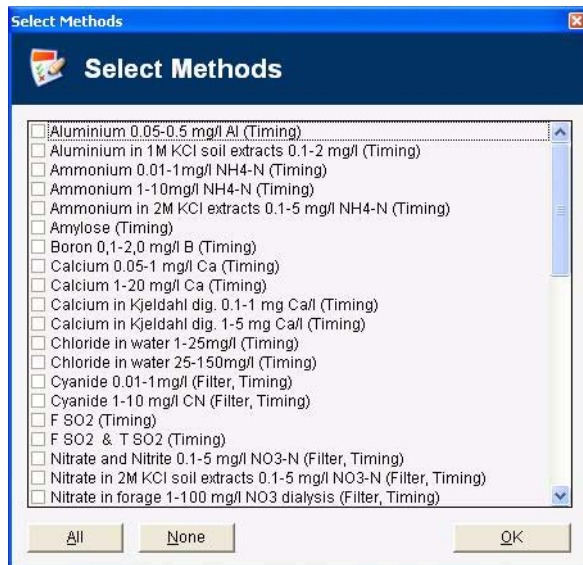 Select Methods
Select Methods
Aluminium 0.05-0.5 mg/l Al (Timing)
Aluminium in 1M KCl soil extracts 0.1-2 mg/l (Timing)
Ammonium 0.01-1mg/l NH4-N (Timing)
Ammonium 1-10mg/l NH4-N (Timing)
Ammonium in 2M KCl extracts 0.1-5 mg/l NH4-N (Timing)
Amylose (Timing)
Boron 0,1-2,0 mg/l B (Timing)
Calcium 0.05-1 mg/l Ca (Timing)
Calcium 1-20 mg/l Ca (Timing)
Calcium in Kjeldahl dig. 0.1-1 mg Ca/l (Timing)
Calcium in Kjeldahl dig. 1-5 mg Ca/l (Timing)
Chloride in water 1-25mg/l (Timing)
Chloride in water 25-150mg/l (Timing)
Cyanide 0.01-1mg/l (Filter, Timing)
Cyanide 1-10 mg/l CN (Filter, Timing)
F SO2 (Timing)
F SO2 & T SO2 (Timing)
Nitrate and Nitrite 0.1-5 mg/l NO3-N (Filter, Timing)
Nitrate in 2M KCl soil extracts 0.1-5 mg/l NO3-N (Filter, Timing)
Nitrate in forage 1-100 mg/l NO3 dialysis (Filter, Timing)
All None OK